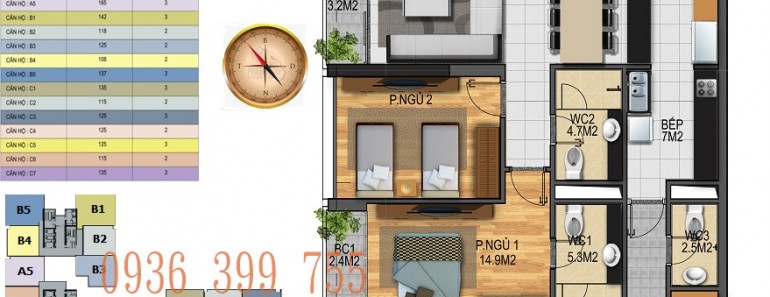 CĂN HỘ : A5 165 3
CĂN HỘ : B1 142 3
CĂN HỘ : B2 118 2
CĂN HỘ : B3 125 2
CĂN HỘ : B4 108 2
CĂN HỘ : B5 137 3
CĂN HỘ : C1 135 3
CĂN HỘ : C2 115 2
CĂN HỘ : C3 125 2
CĂN HỘ : C4 125 2
CĂN HỘ : C5 125 3
CĂN HỘ : C6 115 2
CĂN HỘ : C7 135 3
B
T
D
N
3.2M2
P.NGỦ 2
WC2
4.7M2
BẾP
7M2
BC1
2.4M2
P.NGỦ 1
14.9M2
WC1
5.3M2
WC3
2.5M2
B5
B1
B4
B2
A5
B3
0936 399 755